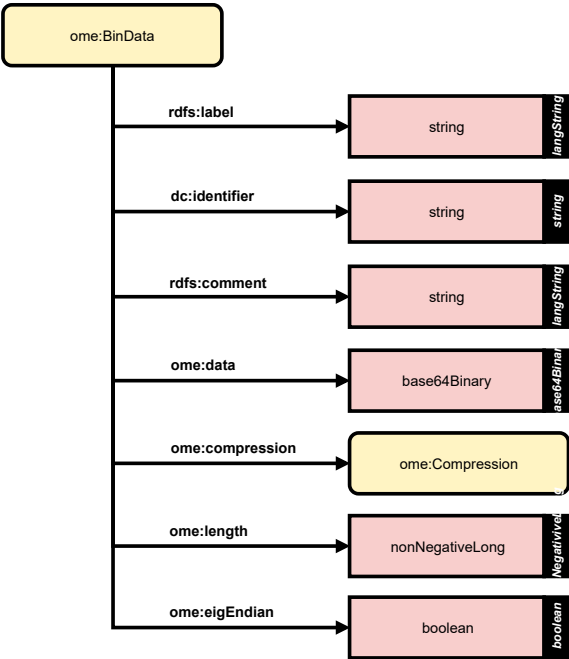 ome:BinData
rdfs:label
string
langString
dc:identifier
string
string
rdfs:comment
string
langString
ome:data
base64Binary
ase64Binar
ome:compression
ome:Compression
ome:length
nonNegativeLong
ome:eigEndian
boolean
boolean